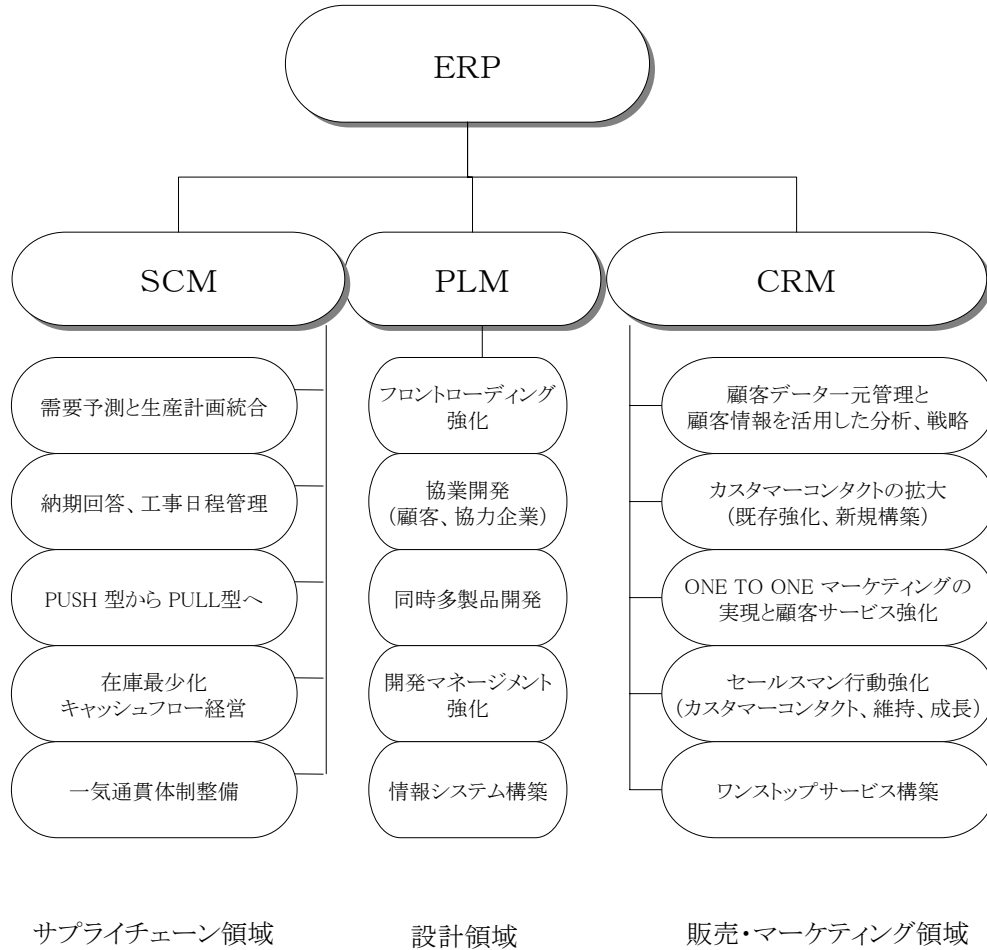 ERP
SCM
PLM
CRM
需要予測と生産計画統合
納期回答、工事日程管理
PUSH 型から PULL型へ
在庫最少化
キャッシュフロー経営
一気通貫体制整備
フロントローディング
強化
協業開発
(顧客、協力企業)
同時多製品開発
開発マネージメント
強化
情報システム構築
顧客データ一元管理と
顧客情報を活用した分析、戦略
カスタマーコンタクトの拡大
(既存強化、新規構築)
ONE TO ONE マーケティングの
実現と顧客サービス強化
セールスマン行動強化
(カスタマーコンタクト、維持、成長)
ワンストップサービス構築
サプライチェーン領域
設計領域
販売・マーケティング領域